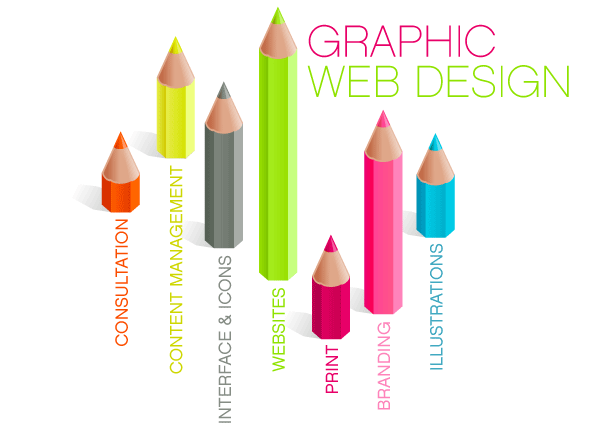 GRAPHIC
WEB DESIGN
CONSULTATION
CONTENT MANAGEMENT
INTERFACE & ICONS
WEBSITES
PRINT
BRANDING
ILLUSTRATIONS